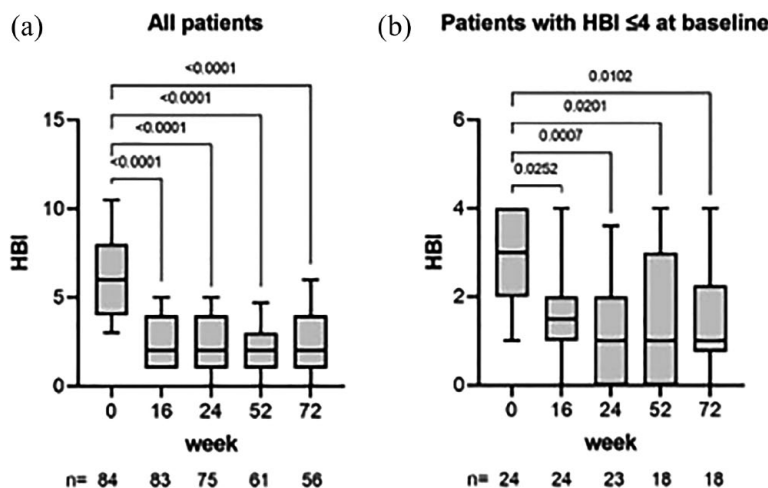 (a) All patients
<0.0001
<0.0001
<0.0001
<0.0001
15
10
5
0
HBI
0 16 24 52 72
week
n= 84 83 75 61 56
(b) Patients with HBI ≤4 at baseline
0.0102
0.0201
0.0007
0.0252
6
4
2
0
HBI
0 16 24 52 72
week
n= 24 24 23 18 18